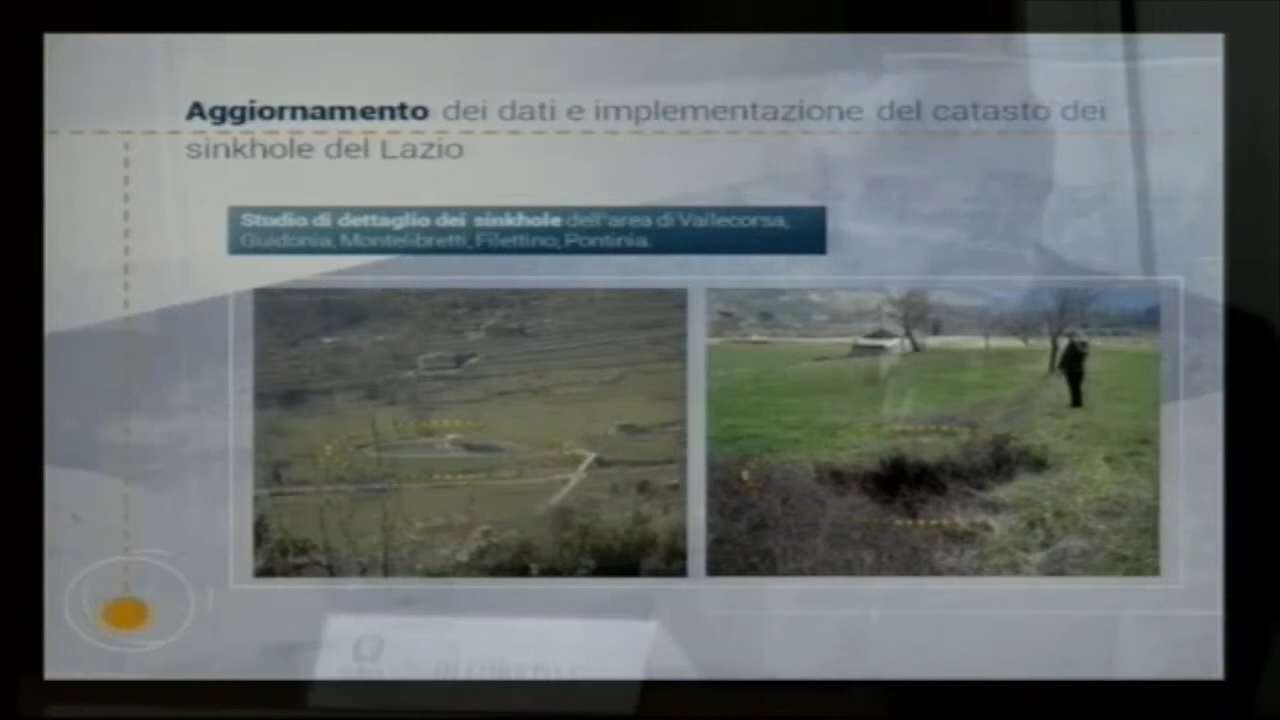 Aggiornamento dei dati e implementazione del catasto dei
sinkhole del Lazio
Studio di dettaglio dei sinkhole dell'area di Vallecorsa,
Guidonia, Montelibretti, Filettino, Pontinia.